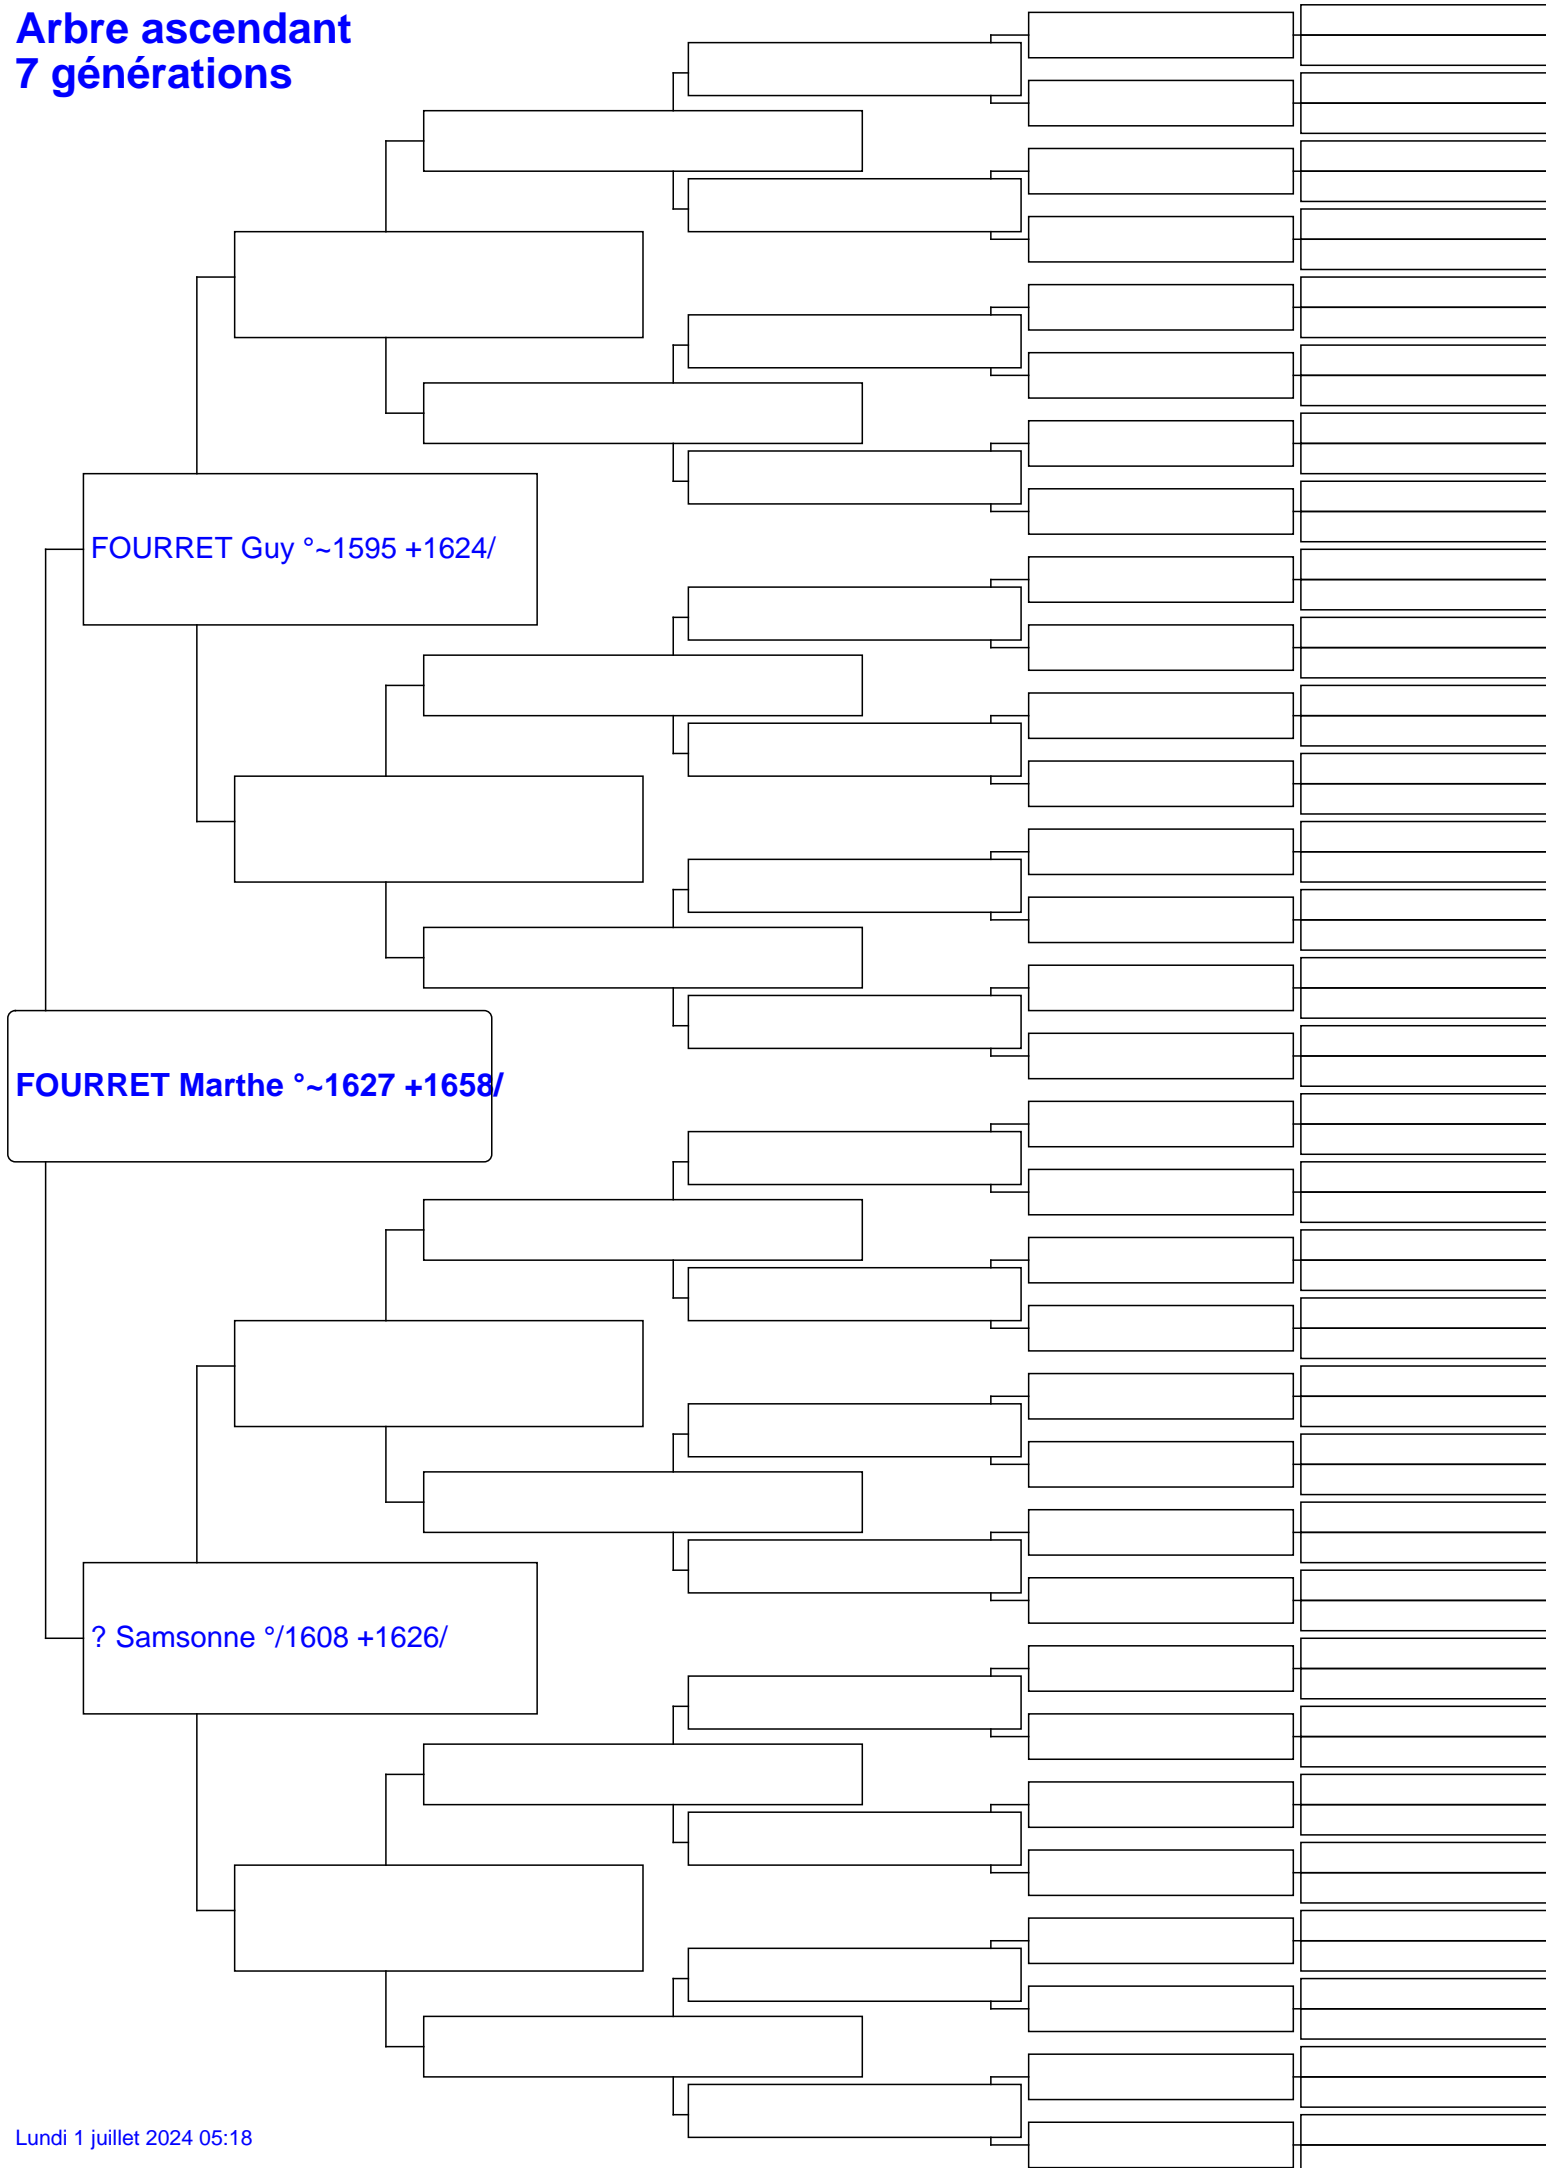 Arbre ascendant
7 générations
FOURRET Guy °~1595 +1624/
FOURRET Marthe °~1627 +1658/
? Samsonne °/1608 +1626/
Lundi 1 juillet 2024 05:18